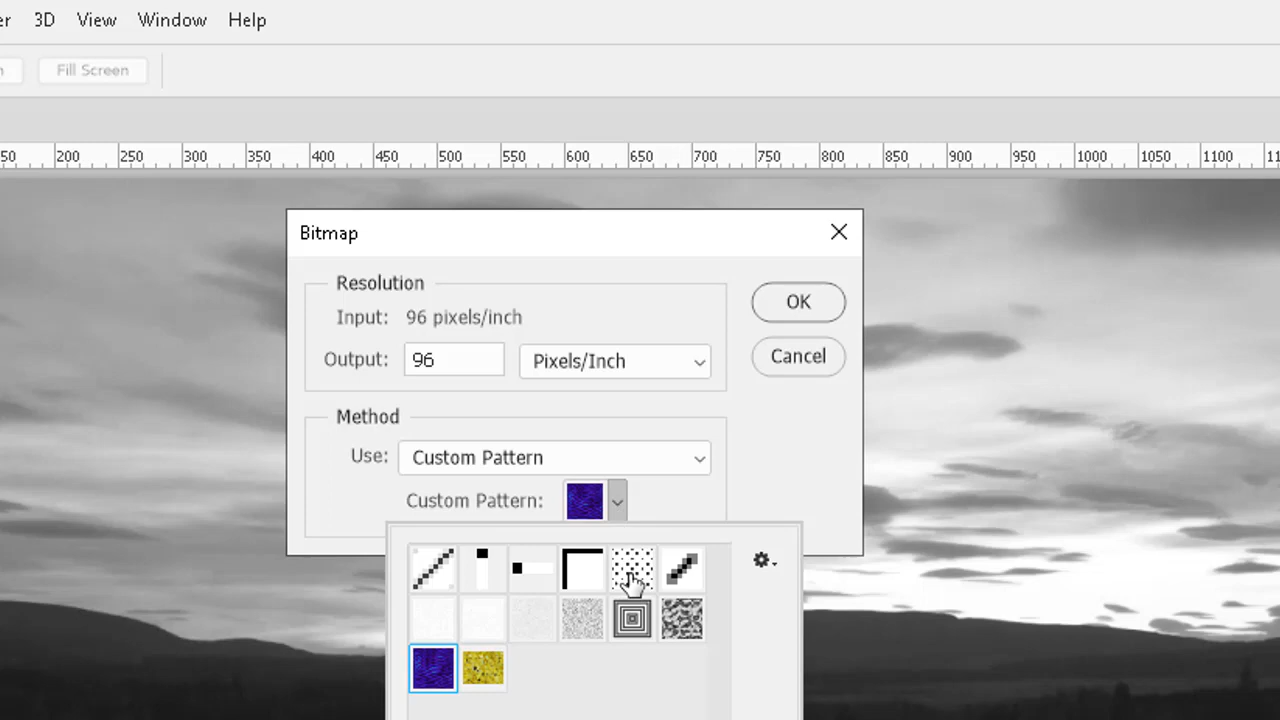 er 3D View Window Help
n Fill Screen
50 200 250 300 350 400 450 500 550 600 650 700 750 800 850 900 950 1000 1050 1100 11
Bitmap
Resolution
Input: 96 pixels/inch
OK
Output: 96 Pixels/Inch
Cancel
Method
Use: Custom Pattern
Custom Pattern: